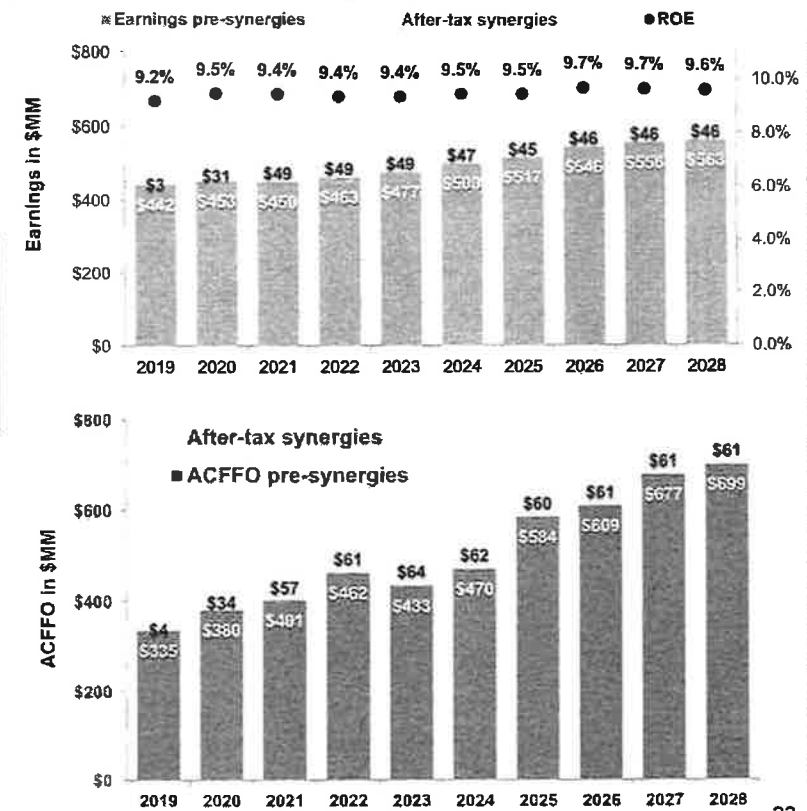 Earnings pre-synergies After-tax synergies ROE
$800
9.2% 9.5% 9.4% 9.4% 9.4% 9.5% 9.5% 9.7% 9.7% 9.6%
10.0%
$600
8.0%
$3 $31 $49 $49 $49 $47 $45 $46 $46 $46
$442 $453 $450 $463 $477 $500 $517 $546 $556 $563
$400
6.0%
4.0%
$200
2.0%
$0
0.0%
Earnings in $MM
2019 2020 2021 2022 2023 2024 2025 2026 2027 2028
$800
After-tax synergies
ACFFO pre-synergies
$4 $34 $57 $61 $64 $62 $60 $61 $61 $61
$335 $380 $401 $462 $433 $470 $584 $609 $677 $699
$600
$400
$200
$0
ACFFO in $MM
2019 2020 2021 2022 2023 2024 2025 2026 2027 2028